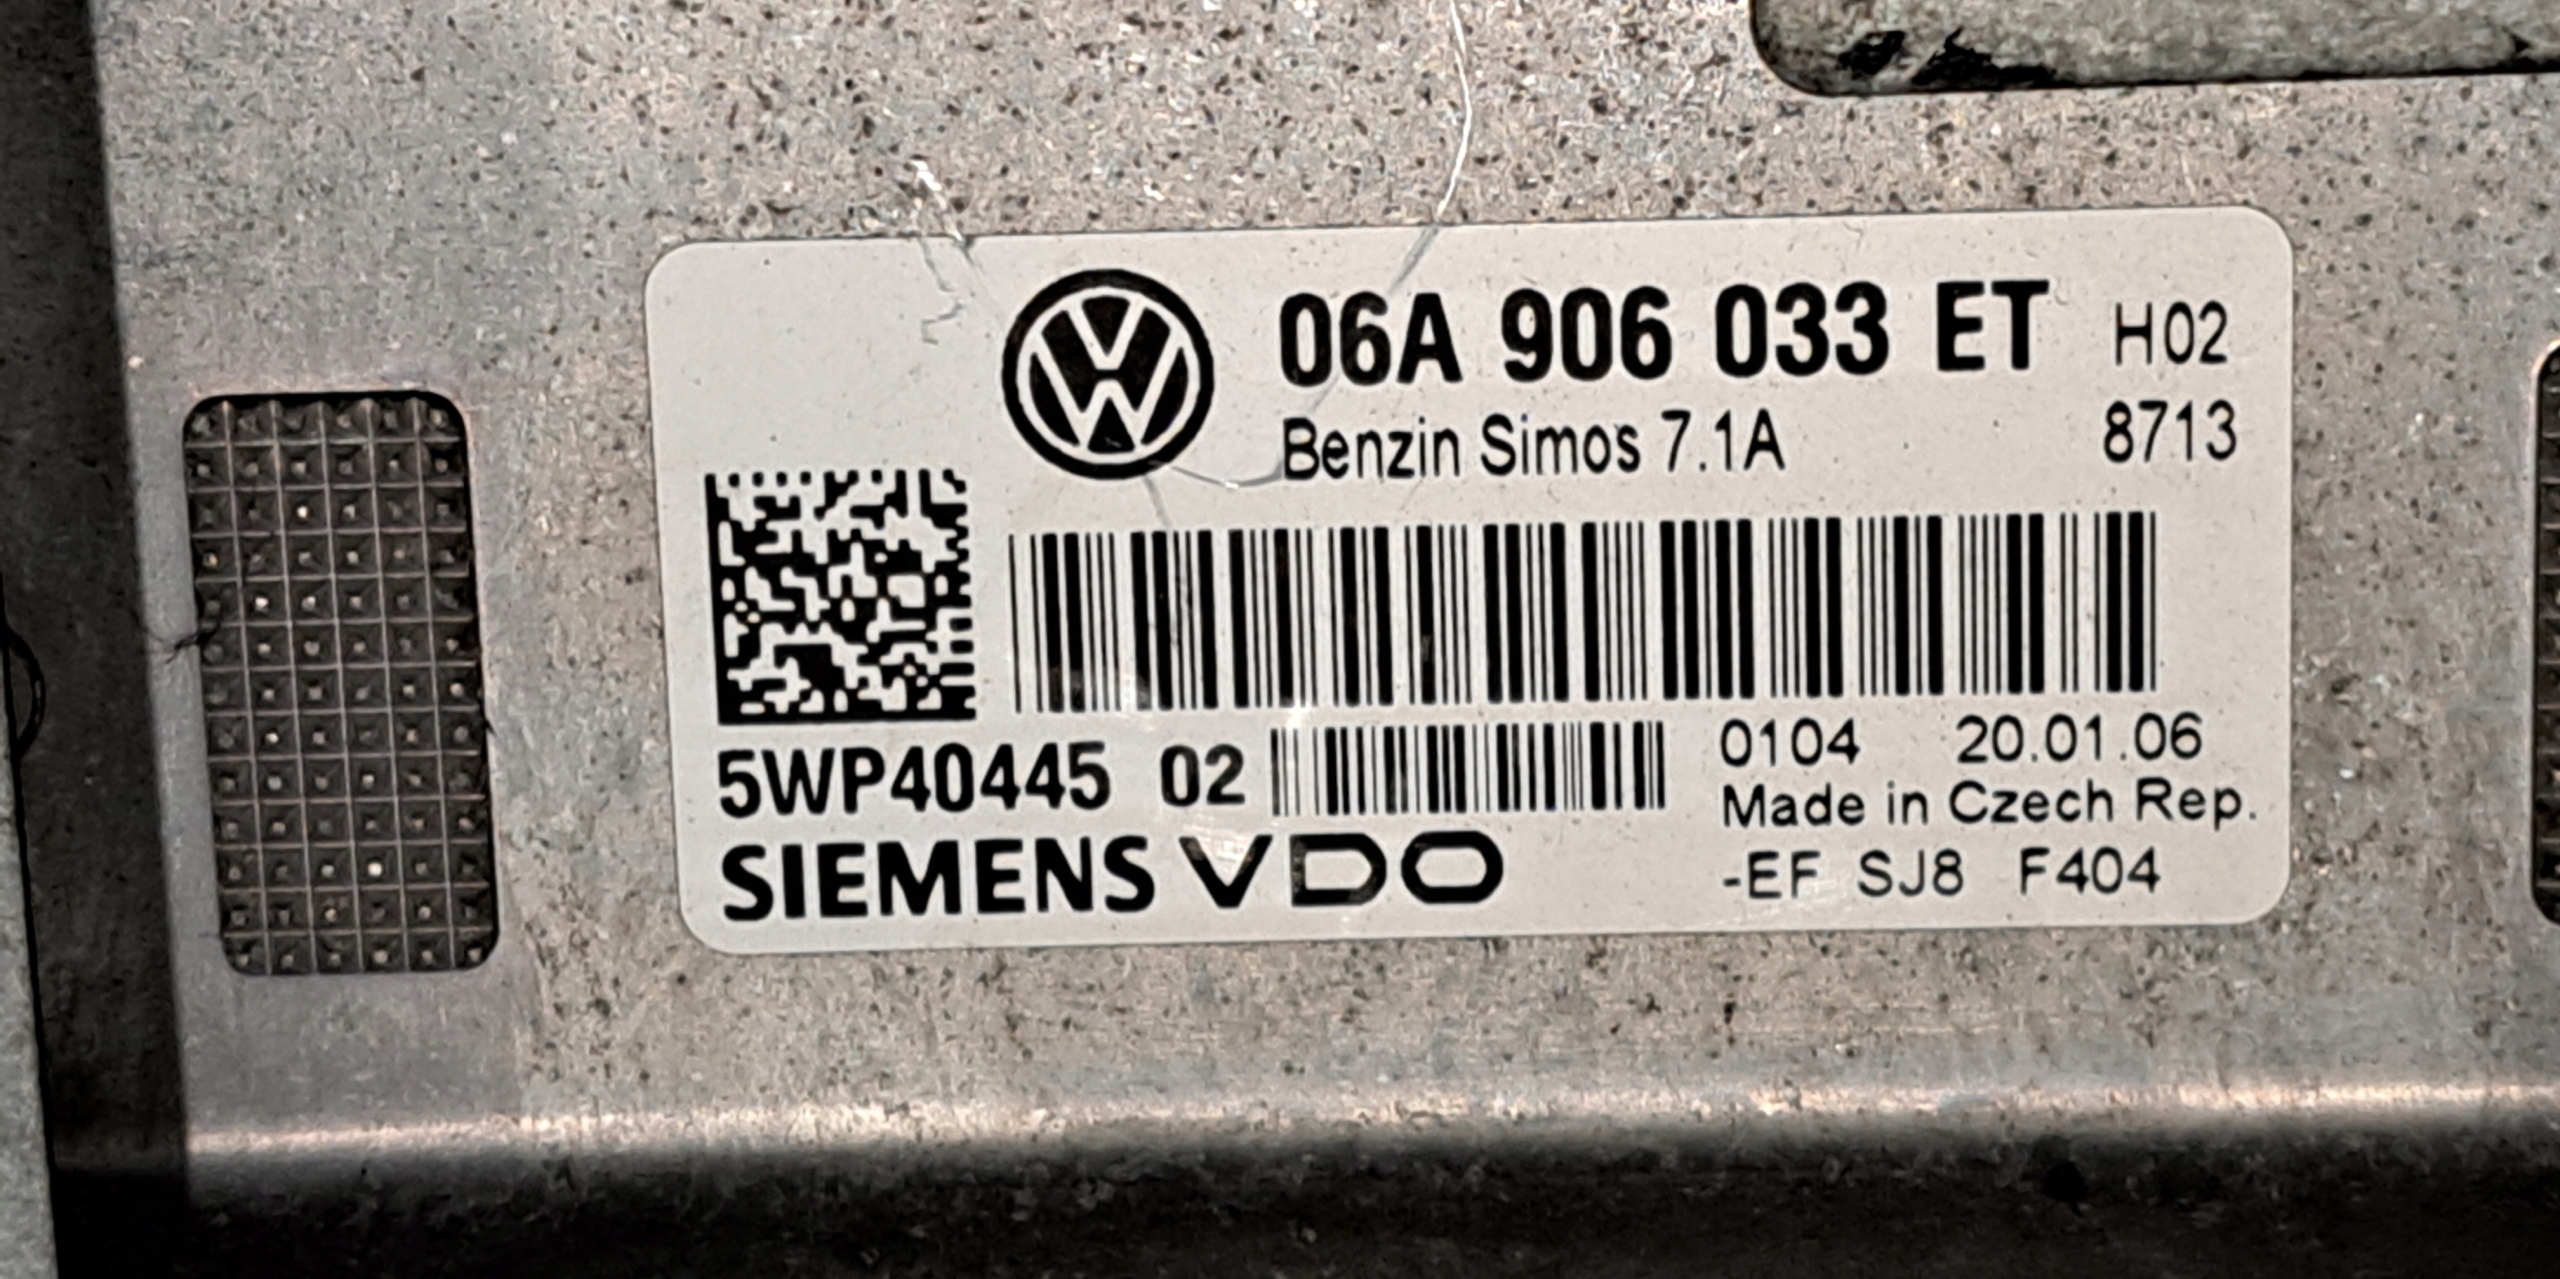 06A 906 033 ET H02
Benzin Simos 7.1A 8713
5WP40445 02
0104 20.01.06
Made in Czech Rep.
SIEMENS VDO
-EF SJ8 F404